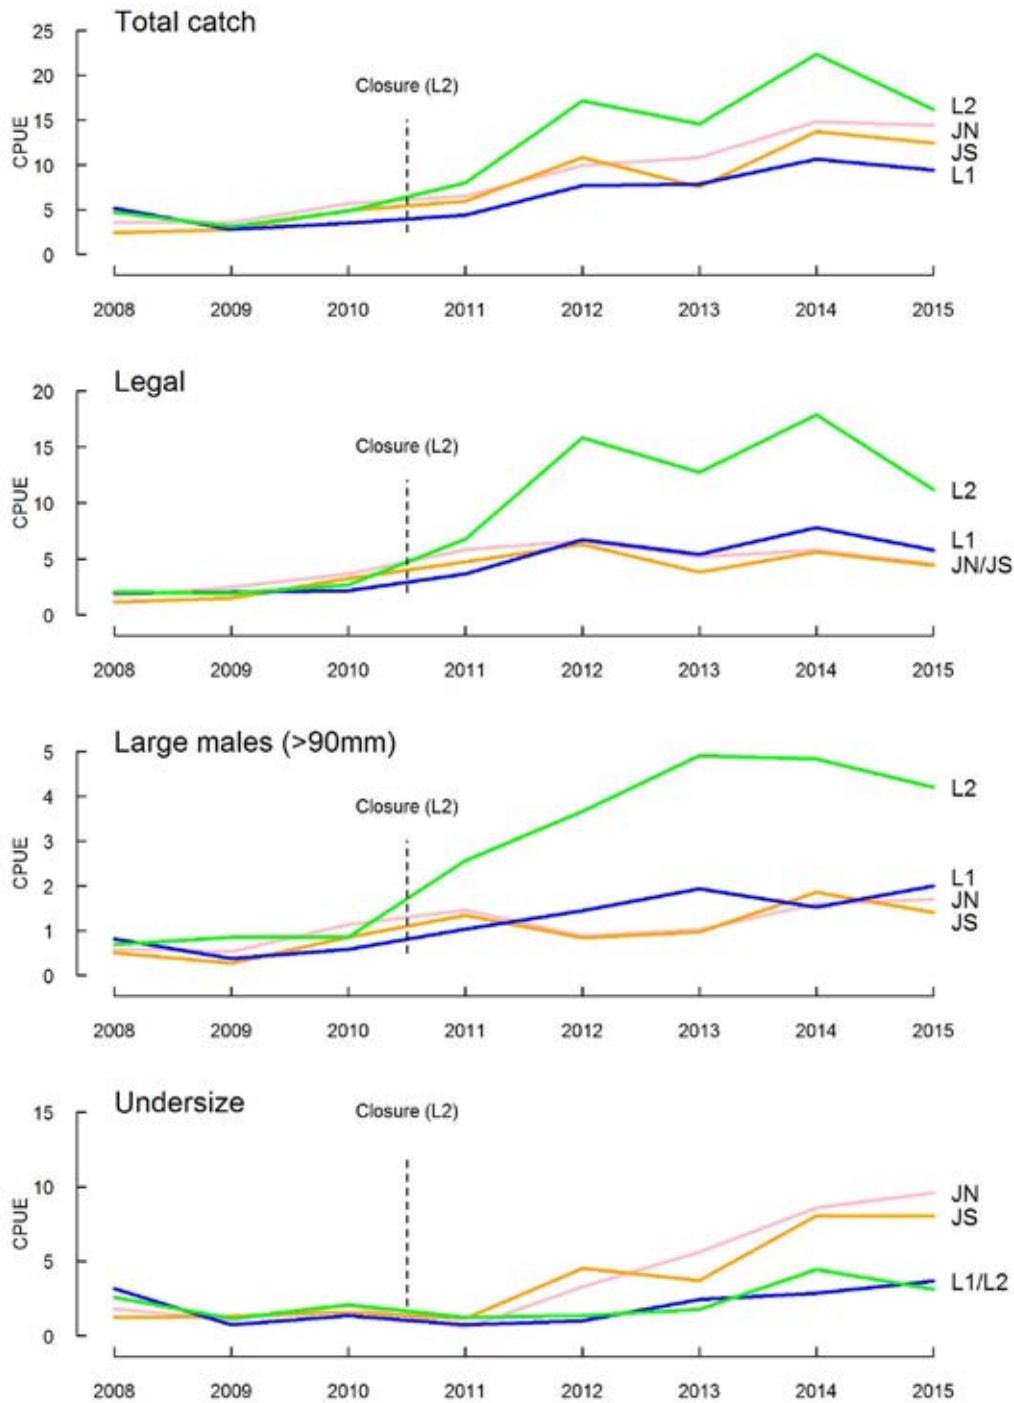 Total catch
Closure (L2)
CPUE
25
20
15
10
5
0
L2
JN
JS
L1
2008 2009 2010 2011 2012 2013 2014 2015
Legal
Closure (L2)
CPUE
20
15
10
5
0
L2
L1
JN/JS
2008 2009 2010 2011 2012 2013 2014 2015
Large males (>90mm)
Closure (L2)
CPUE
5
4
3
2
1
0
L2
L1
JN
JS
2008 2009 2010 2011 2012 2013 2014 2015
Undersize
Closure (L2)
CPUE
15
10
5
0
JN
JS
L1/L2
2008 2009 2010 2011 2012 2013 2014 2015